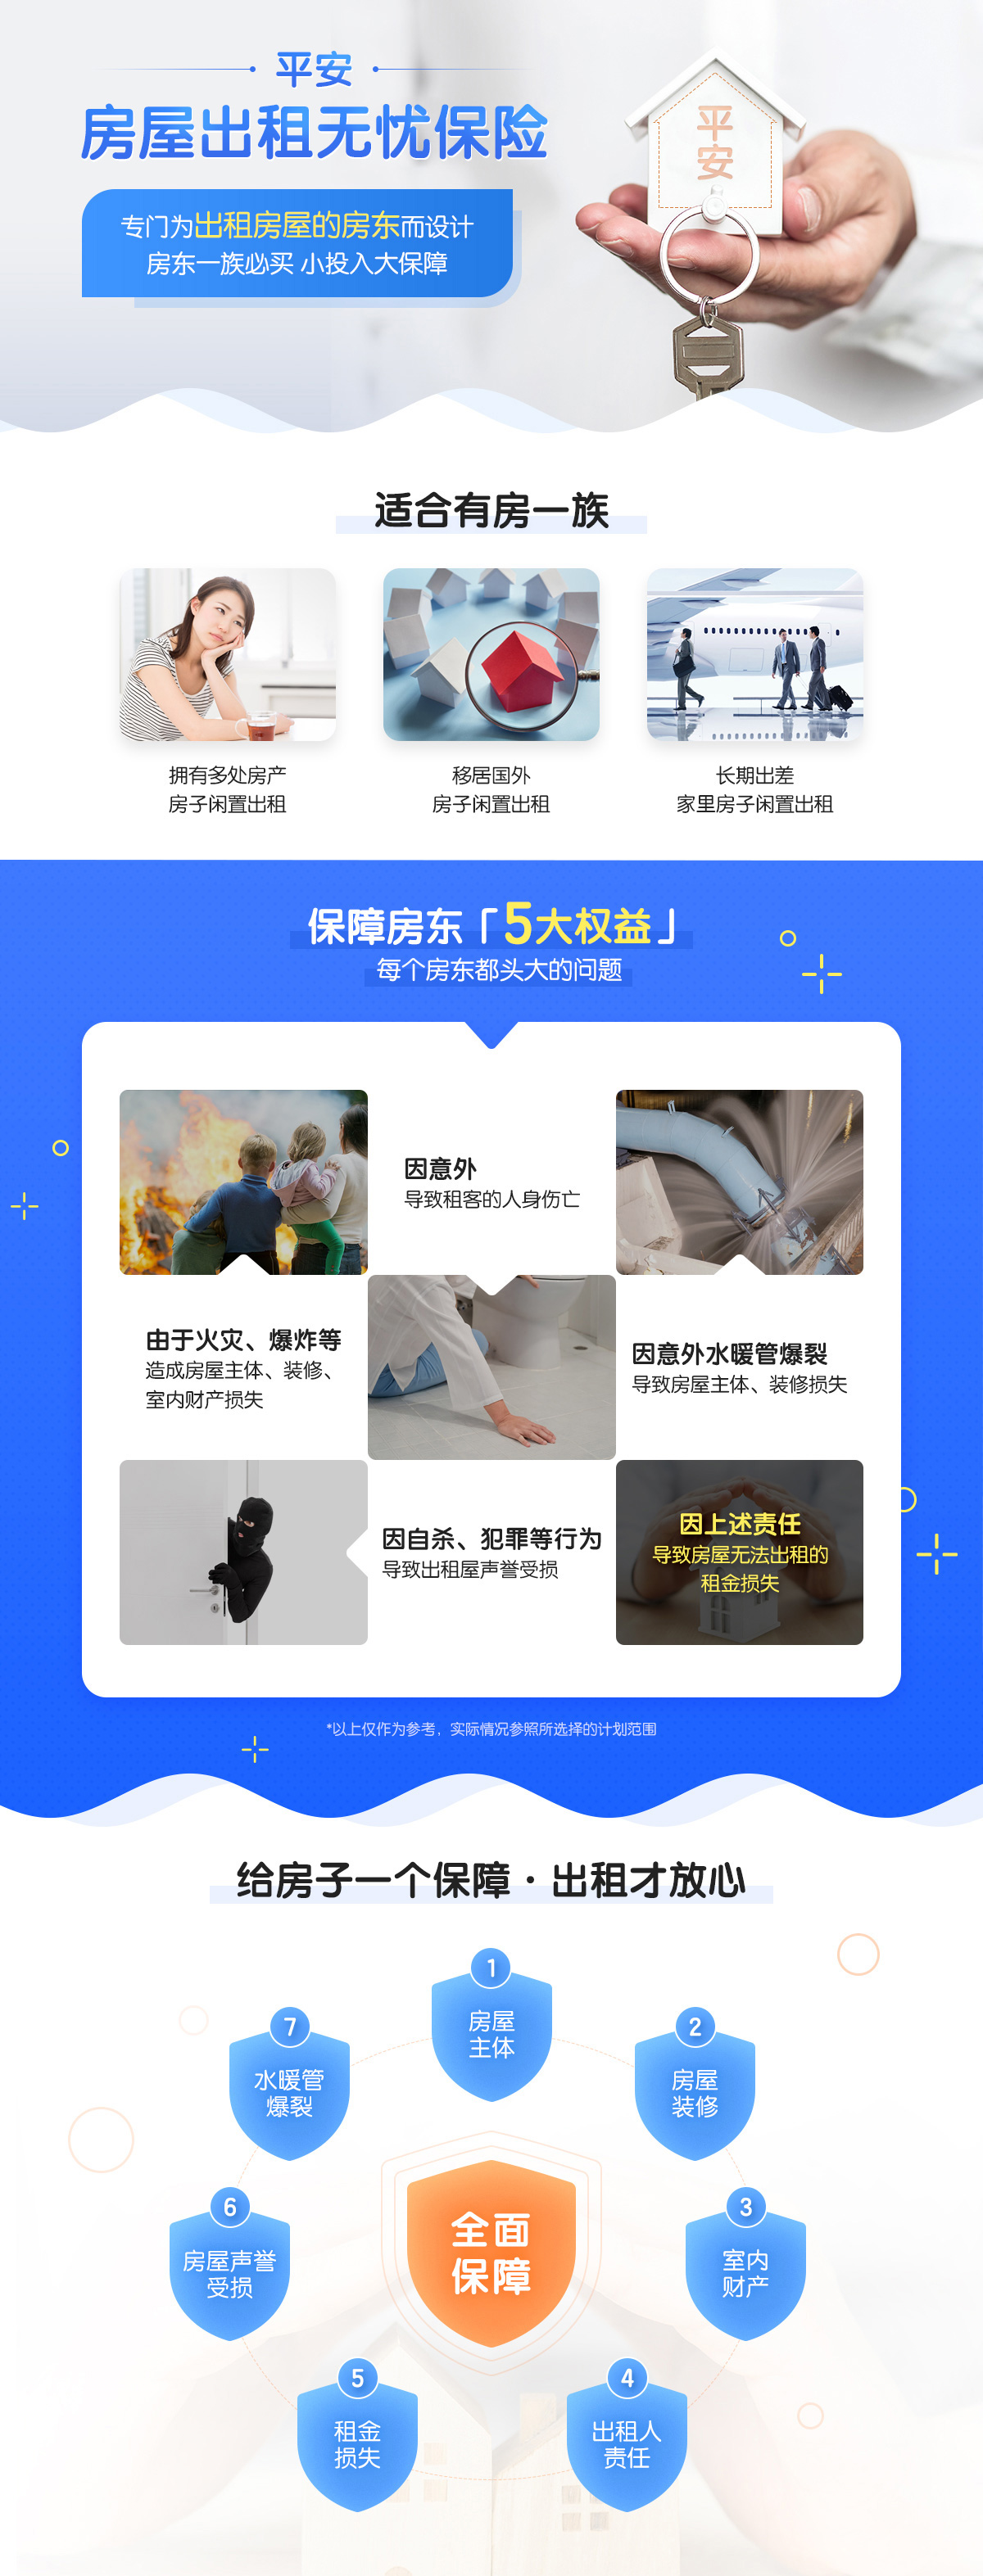 平安
房屋出租无忧保险
专门为出租房屋的房东而设计
房东一族必买 小投入大保障
平
安
适合有房一族
拥有多处房产
房子闲置出租
移居国外
房子闲置出租
长期出差
家里房子闲置出租
保障房东「5大权益」
每个房东都头大的问题
因意外
导致租客的人身伤亡
由于火灾、爆炸等
造成房屋主体、装修、
室内财产损失
因意外水暖管爆裂
导致房屋主体、装修损失
因自杀、犯罪等行为
导致出租屋声誉受损
因上述责任
导致房屋无法出租的
租金损失
*以上仅作为参考，实际情况参照所选择的计划范围
给房子一个保障 · 出租才放心
1
房屋
主体
2
房屋
装修
3
室内
财产
4
出租人
责任
5
租金
损失
6
房屋声誉
受损
7
水暖管
爆裂
全面
保障